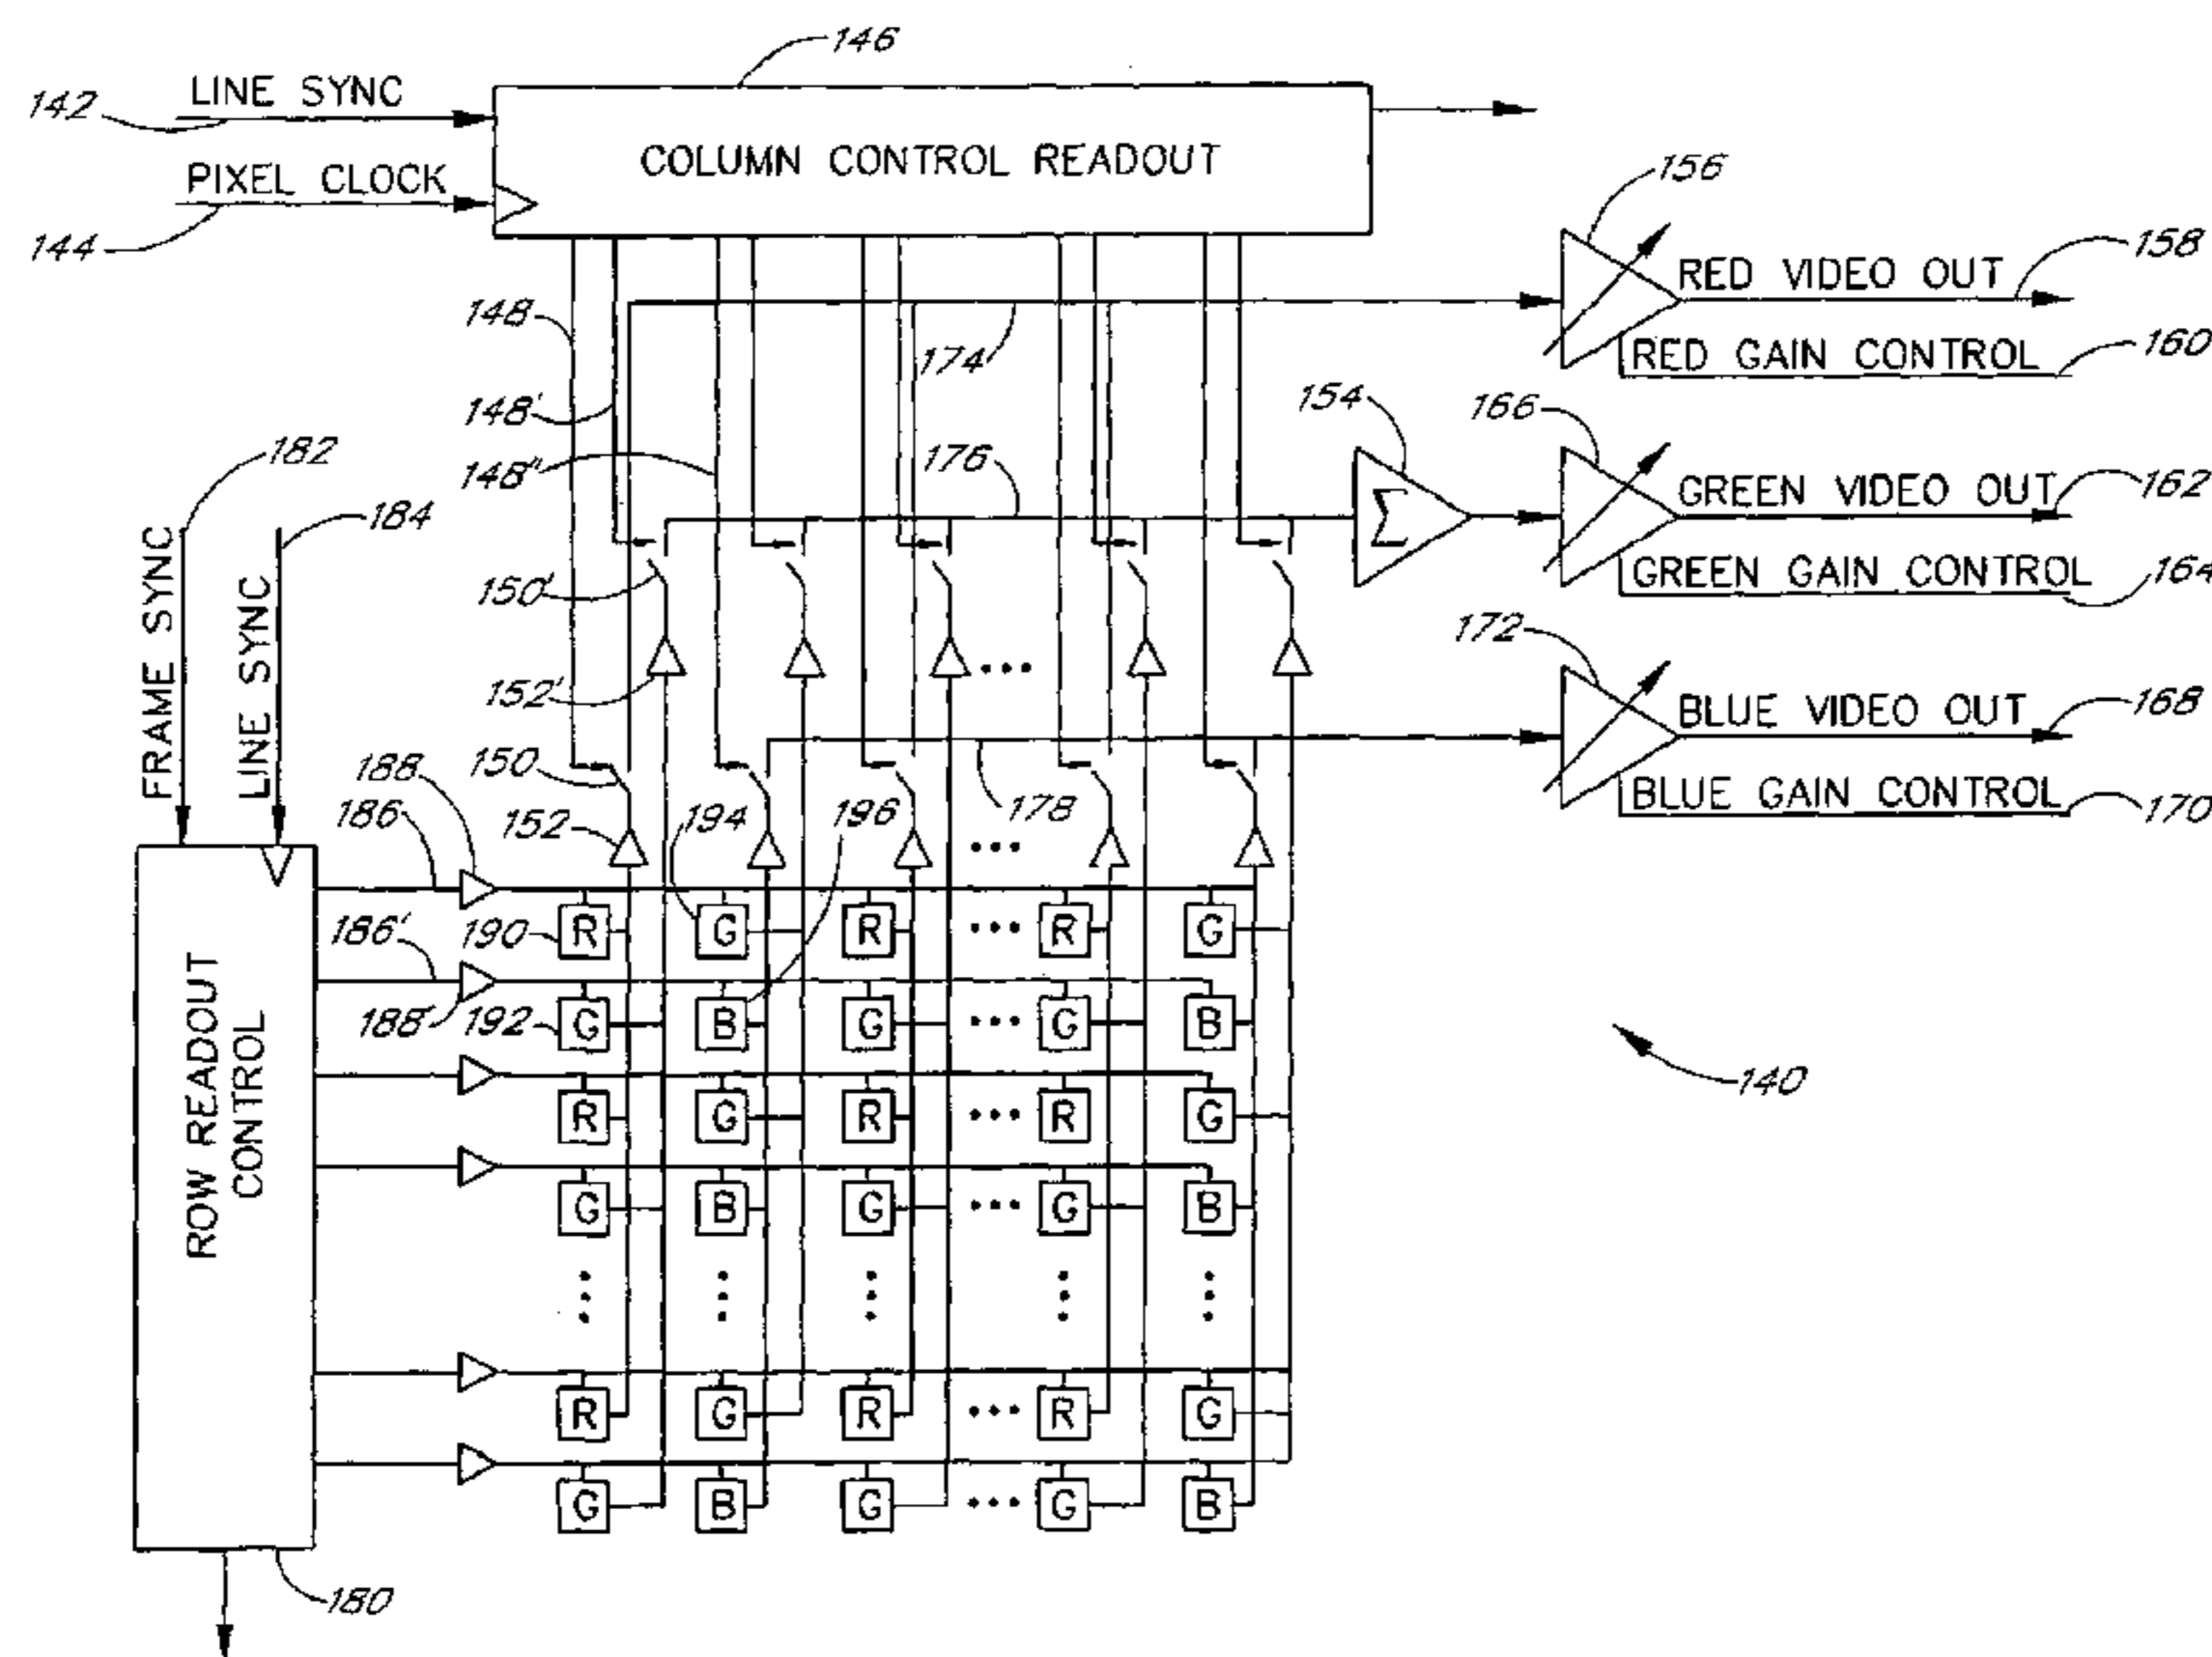 146
LINE SYNC
142
COLUMN CONTROL READOUT
PIXEL CLOCK
144
156
158
RED VIDEO OUT
148
174
RED GAIN CONTROL
160
148'
154
166
182
148"
176
GREEN VIDEO OUT
162
184
FRAME SYNC
LINE SYNC
150'
GREEN GAIN CONTROL
164
172
152'
BLUE VIDEO OUT
168
188
150
186
152
194
196
178
BLUE GAIN CONTROL
170
190
R G R ... R G
186'
188'
192
G B G ... G B
140
R G R ... R G
ROW READOUT
CONTROL
G B G ... G B
R G R ... R G
G B G ... G B
180
Σ